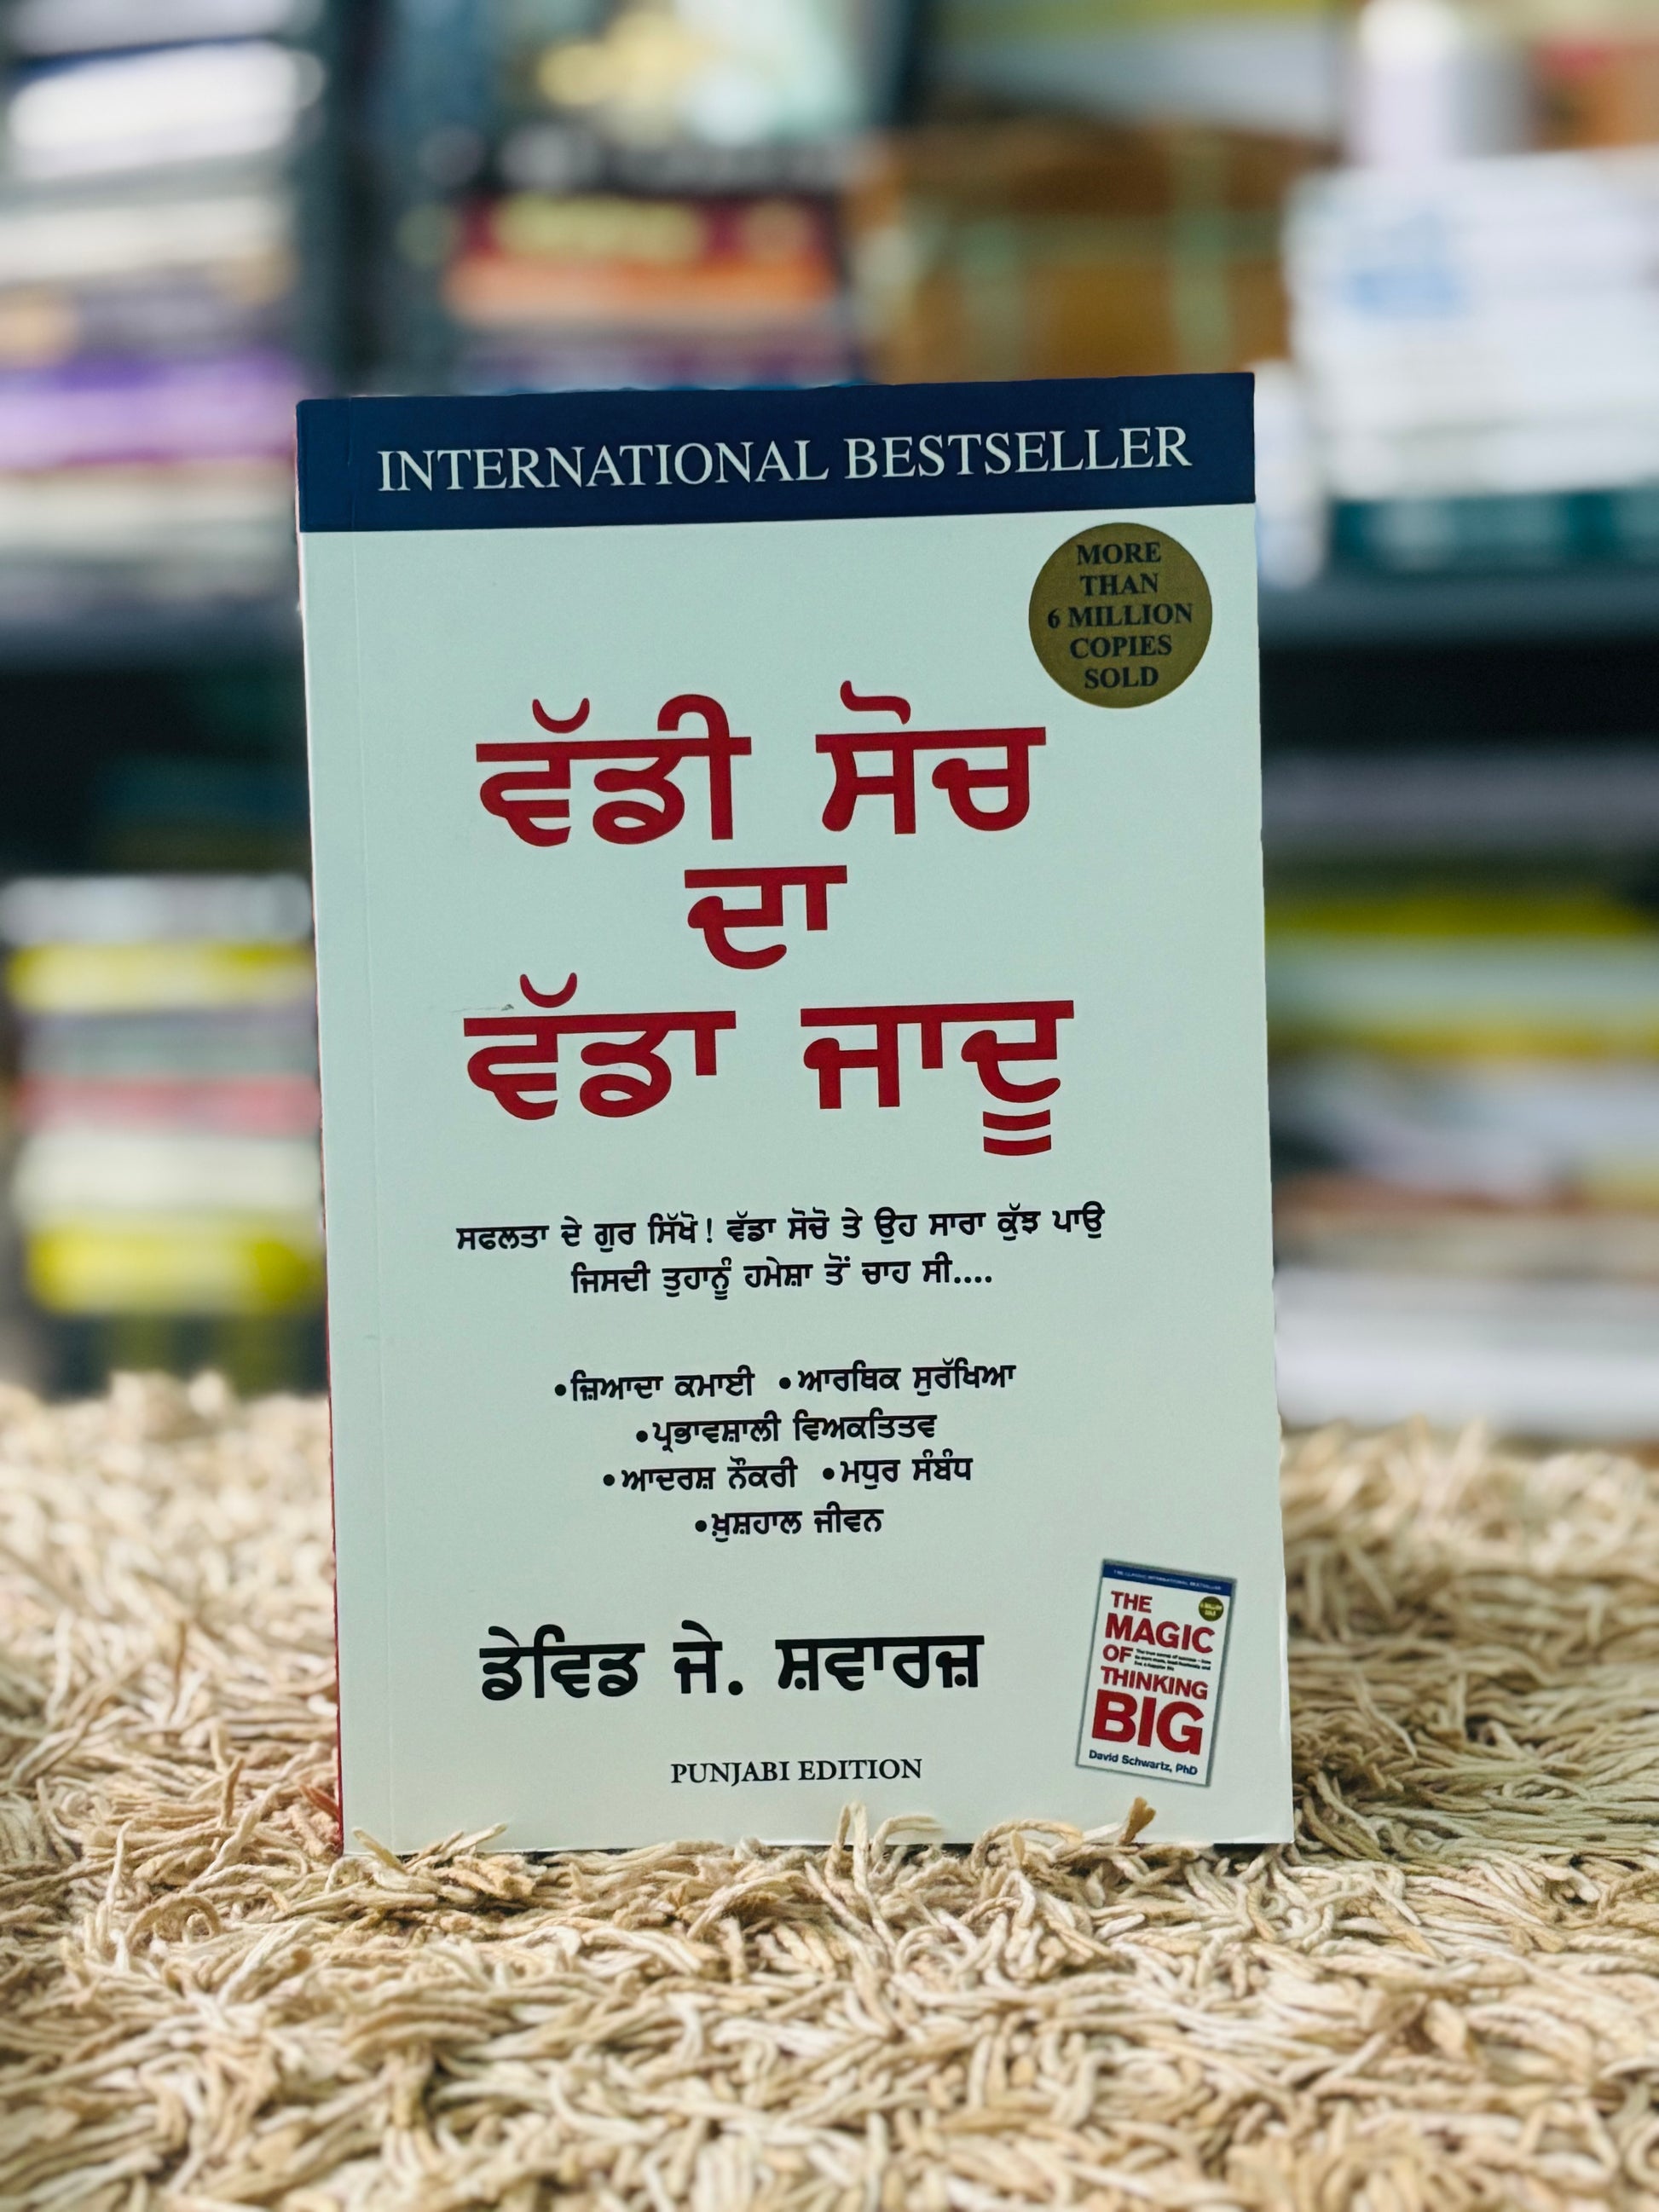 INTERNATIONAL BESTSELLER
MORE
THAN
6 MILLION
COPIES
SOLD
ਵੱਡੀ ਸੋਚ
ਦਾ
ਵੱਡਾ ਜਾਦੂ
ਸਫਲਤਾ ਦੇ ਗੁਰ ਸਿੱਖੋ! ਵੱਡਾ ਸੋਚੋ ਤੇ ਉਹ ਸਾਰਾ ਕੁੱਝ ਪਾਉ
ਜਿਸਦੀ ਤੁਹਾਨੂੰ ਹਮੇਸ਼ਾ ਤੋਂ ਚਾਹ ਸੀ....
•ਜ਼ਿਆਦਾ ਕਮਾਈ •ਆਰਥਿਕ ਸੁਰੱਖਿਆ
•ਪ੍ਰਭਾਵਸ਼ਾਲੀ ਵਿਅਕਤਿਤਵ
•ਆਦਰਸ਼ ਨੌਕਰੀ •ਮਧੁਰ ਸੰਬੰਧ
•ਖ਼ੁਸ਼ਹਾਲ ਜੀਵਨ
ਡੇਵਿਡ ਜੇ. ਸ਼ਵਾਰਜ਼
PUNJABI EDITION
THE
MAGIC
OF
THINKING
BIG
David Schwartz, PhD